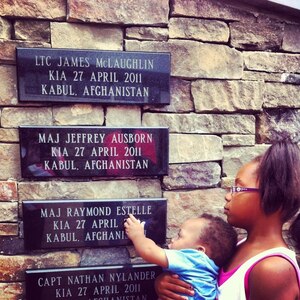 LTC JAMES McLAUGHLIN
KIA 27 APRIL 2011
KABUL, AFGHANISTAN
MAJ JEFFREY AUSBORN
KIA 27 APRIL 2011
KABUL, AFGHANISTAN
MAJ RAYMOND ESTELLE
KIA 27 APRIL 2011
KABUL,
CAPT NATHAN NYLANDER
KIA 27 APRIL 2011